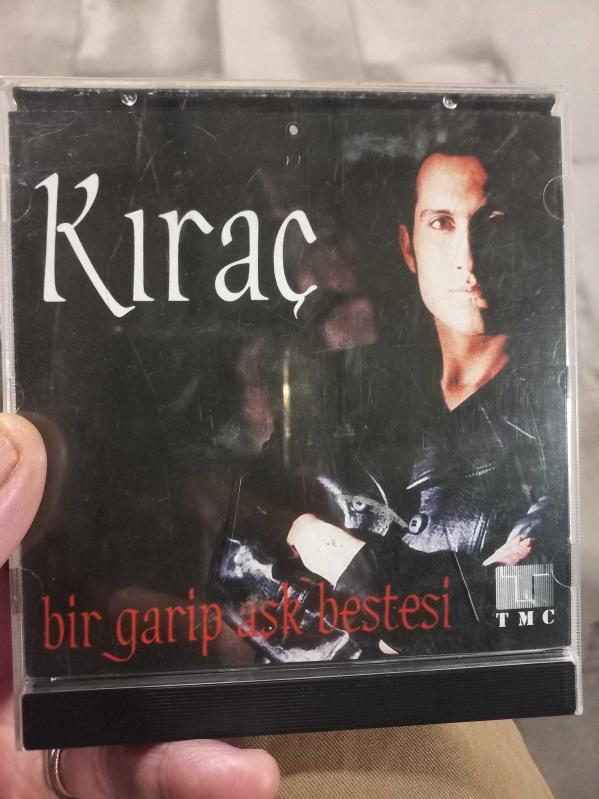 Kıraç
bir garip aşk bestesi
TMC